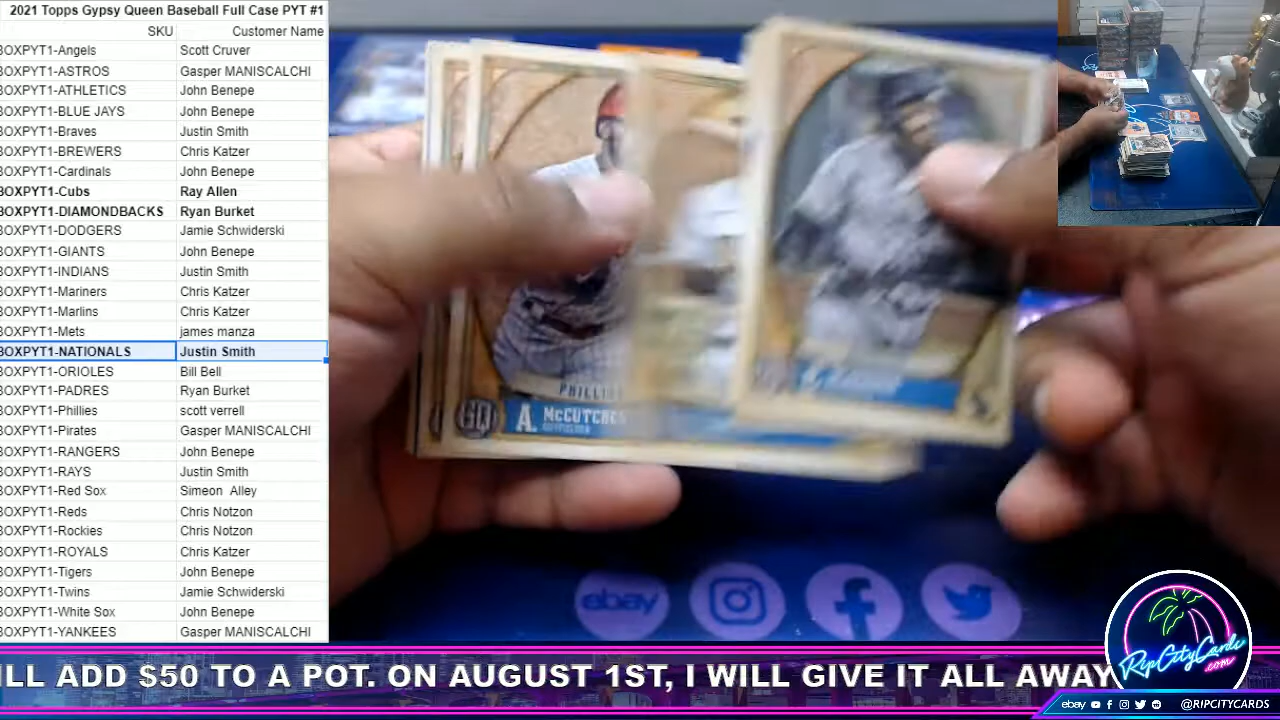 2021 Topps Gypsy Queen Baseball Full Case PYT #1
SKU Customer Name
BOXPYT1-Angels Scott Cruver
BOXPYT1-ASTROS Gasper MANISCALCHI
BOXPYT1-ATHLETICS John Benepe
BOXPYT1-BLUE JAYS John Benepe
BOXPYT1-Braves Justin Smith
BOXPYT1-BREWERS Chris Katzer
BOXPYT1-Cardinals John Benepe
BOXPYT1-Cubs Ray Allen
BOXPYT1-DIAMONDBACKS Ryan Burket
BOXPYT1-DODGERS Jamie Schwiderski
BOXPYT1-GIANTS John Benepe
BOXPYT1-INDIANS Justin Smith
BOXPYT1-Mariners Chris Katzer
BOXPYT1-Marlins Chris Katzer
BOXPYT1-Mets james manza
BOXPYT1-NATIONALS Justin Smith
BOXPYT1-ORIOLES Bill Bell
BOXPYT1-PADRES Ryan Burket
BOXPYT1-Phillies scott verrell
BOXPYT1-Pirates Gasper MANISCALCHI
BOXPYT1-RANGERS John Benepe
BOXPYT1-RAYS Justin Smith
BOXPYT1-Red Sox Simeon Alley
BOXPYT1-Reds Chris Notzon
BOXPYT1-Rockies Chris Notzon
BOXPYT1-ROYALS Chris Katzer
BOXPYT1-Tigers John Benepe
BOXPYT1-Twins Jamie Schwiderski
BOXPYT1-White Sox John Benepe
BOXPYT1-YANKEES Gasper MANISCALCHI
PHILLI
GQ A. McCUTCHE
OUTFIELDER
ebay
ILL ADD $50 TO A POT. ON AUGUST 1ST, I WILL GIVE IT ALL AWAY
RipCityCards
.com
ebay @RIPCITYCARDS